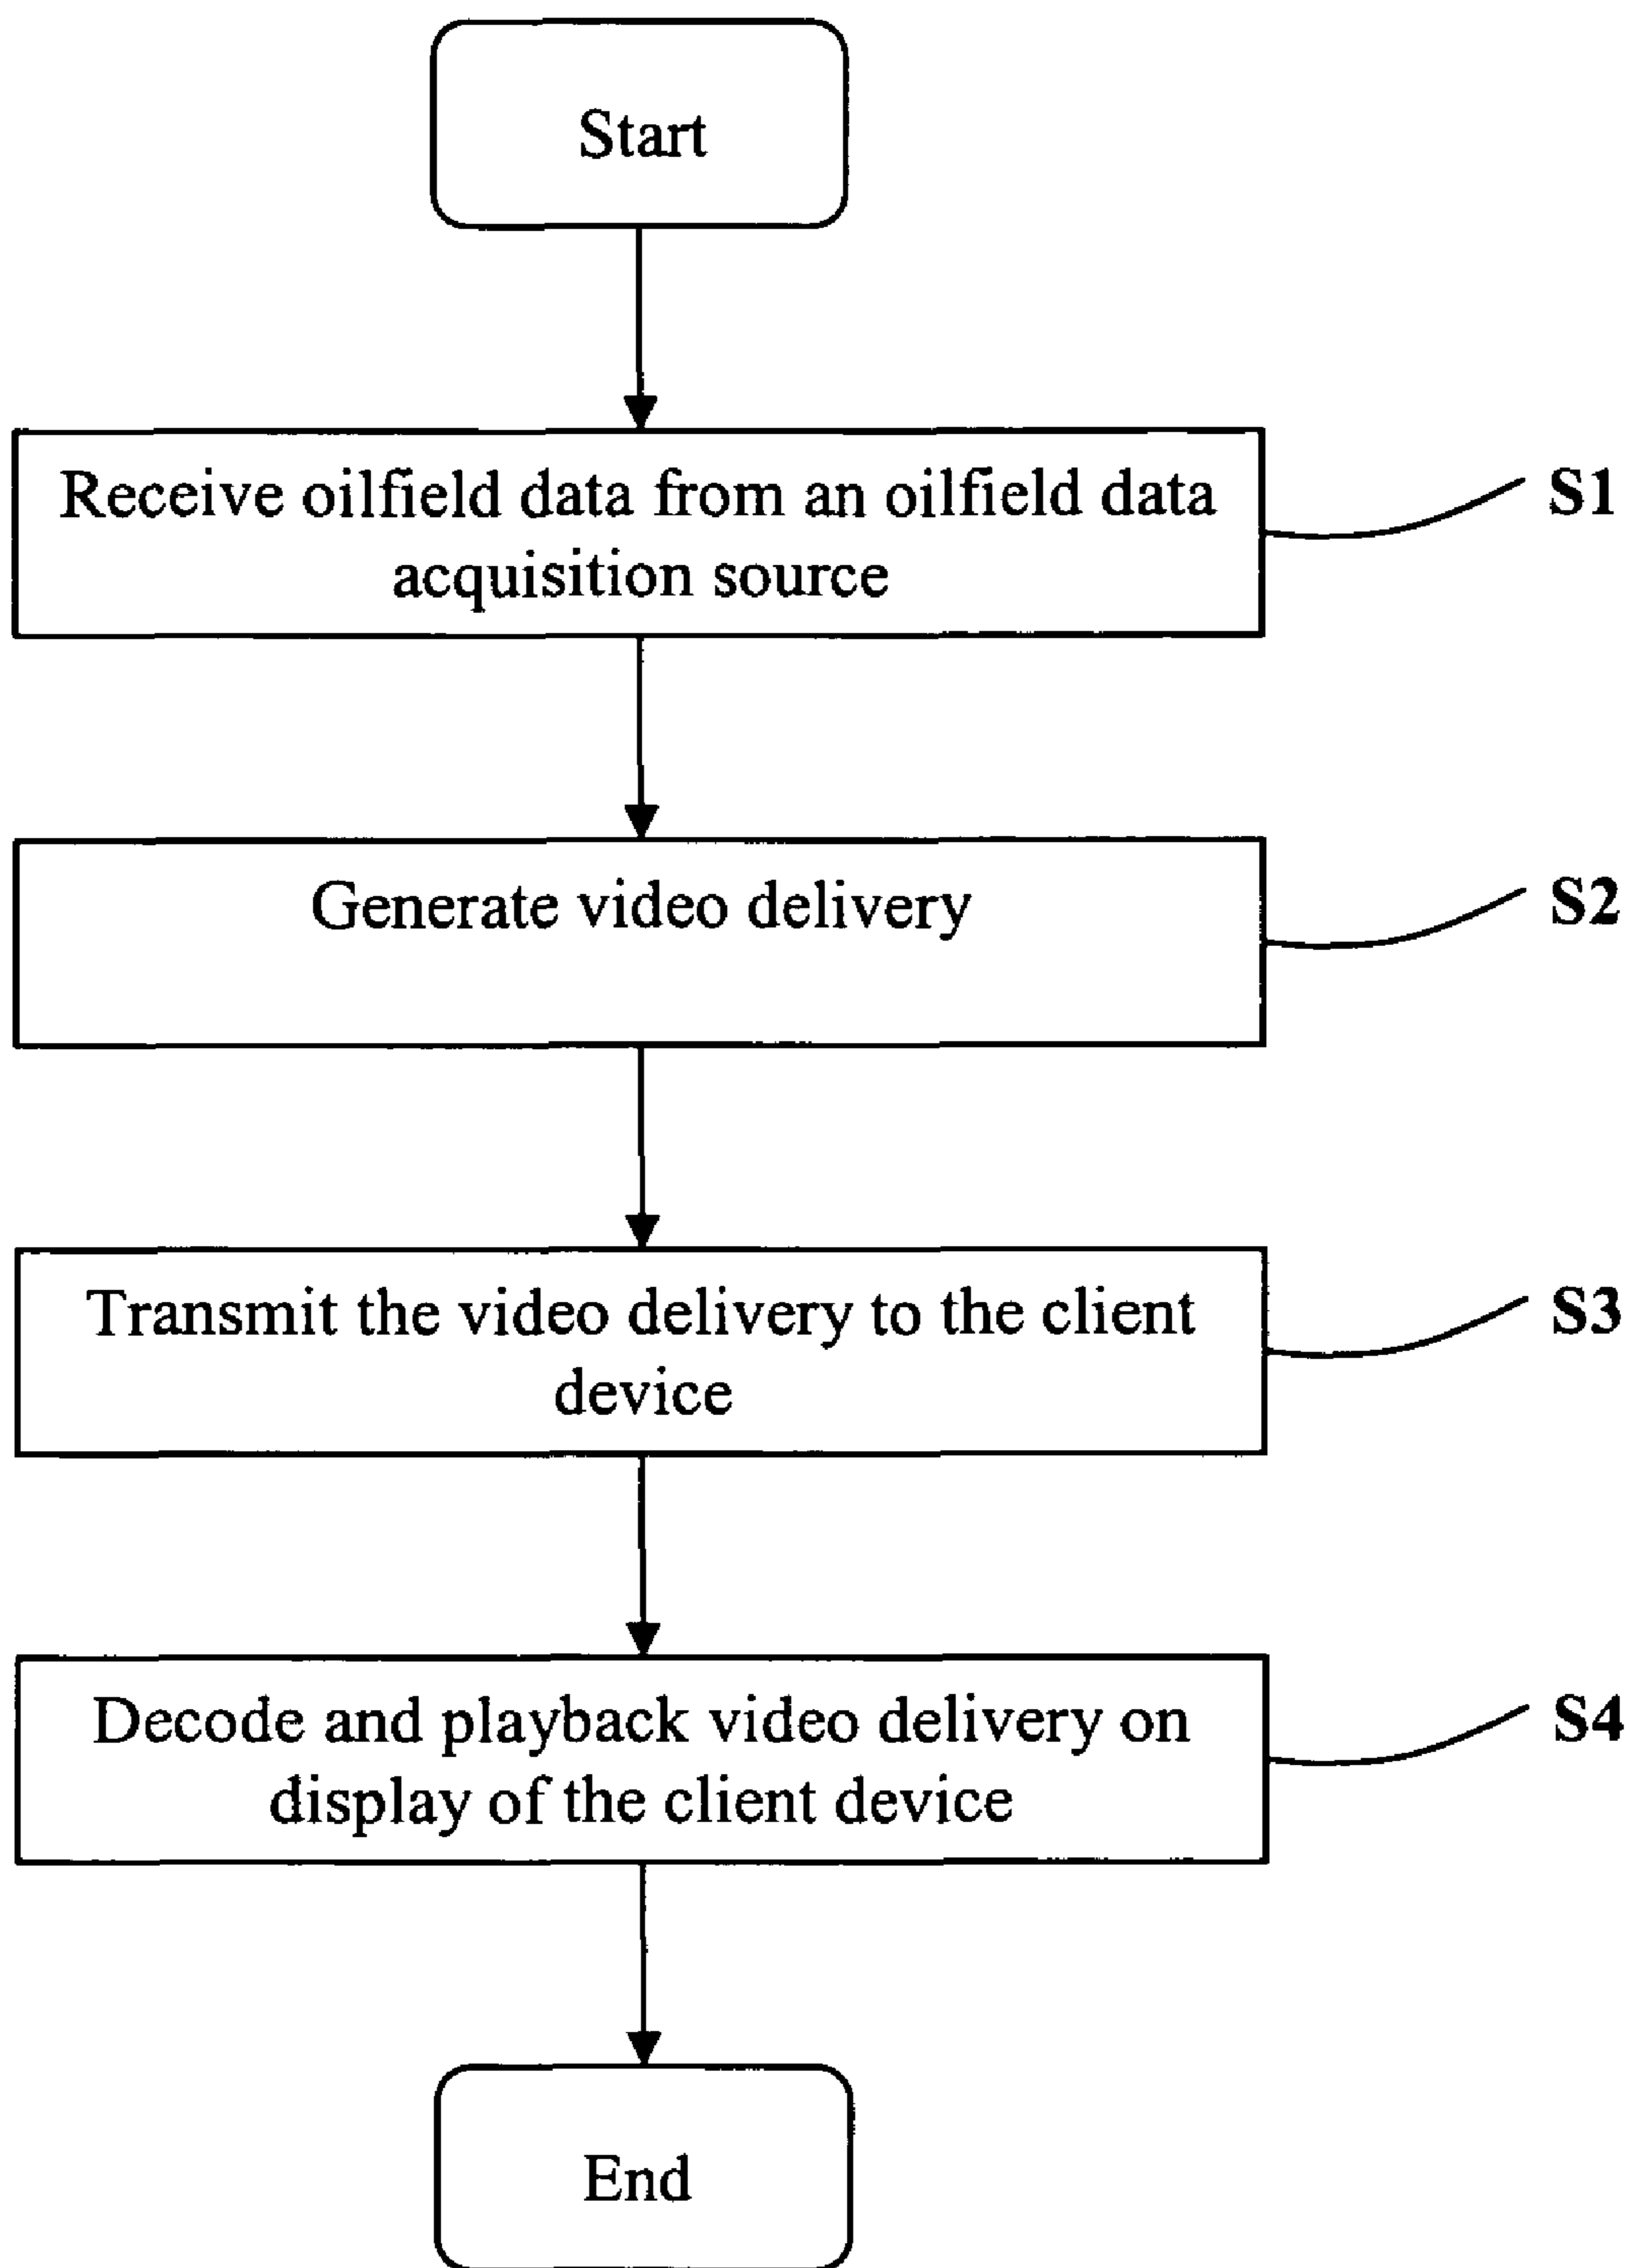 Start
Receive oilfield data from an oilfield data
acquisition source
S1
Generate video delivery
S2
Transmit the video delivery to the client
device
S3
Decode and playback video delivery on
display of the client device
S4
End